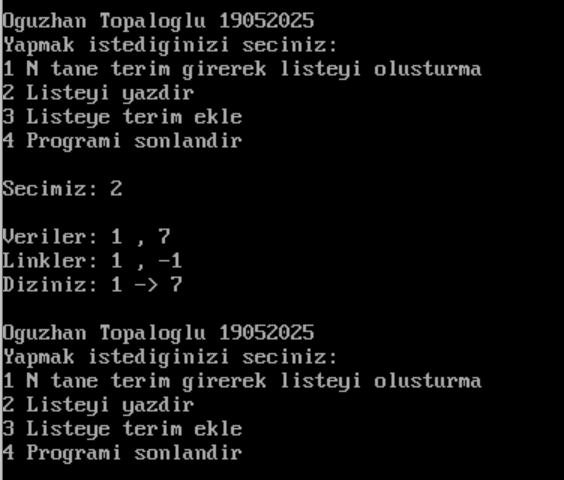 Oguzhan Topaloglu 19052025
Yapmak istediginizi seciniz:
1 N tane terim girerek listeyi olusturma
2 Listeyi yazdir
3 Listeye terim ekle
4 Programi sonlandir
Secimiz: 2
Veriler: 1 , 7
Linkler: 1 , -1
Diziniz: 1 -> 7
Oguzhan Topaloglu 19052025
Yapmak istediginizi seciniz:
1 N tane terim girerek listeyi olusturma
2 Listeyi yazdir
3 Listeye terim ekle
4 Programi sonlandir